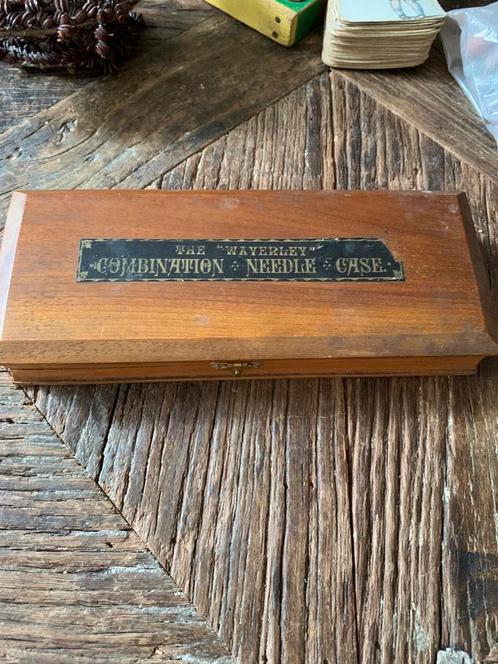 THE "WAVERLEY"
COMBINATION ⁘ NEEDLE ⁘ CASE.